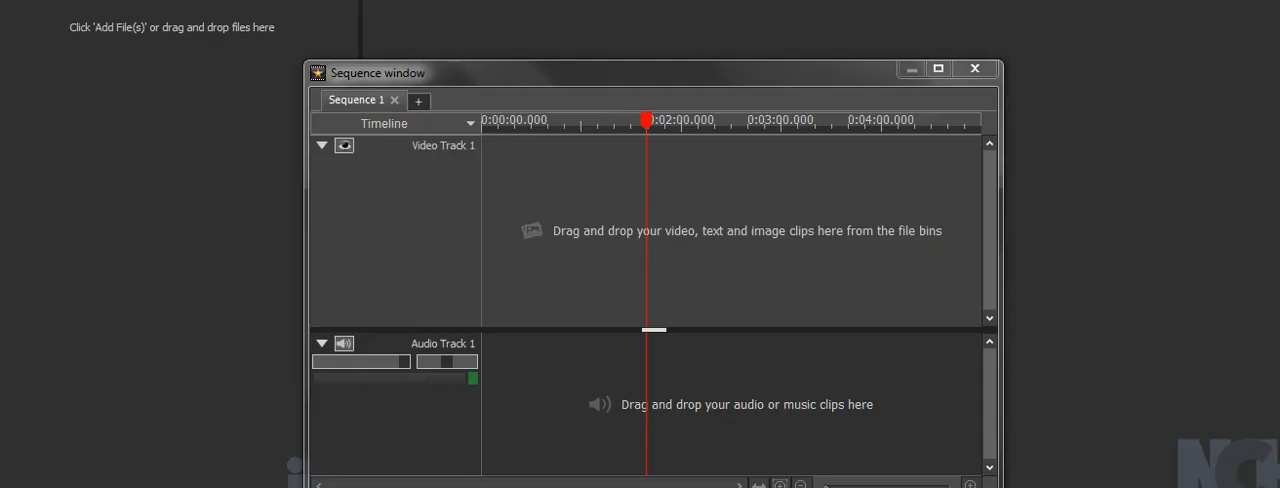 Click 'Add File(s)' or drag and drop files here
Sequence window
Sequence 1
Timeline
0:00:00.000
0:02:00.000 0:03:00.000 0:04:00.000
Video Track 1
Drag and drop your video, text and image clips here from the file bins
Audio Track 1
Drag and drop your audio or music clips here